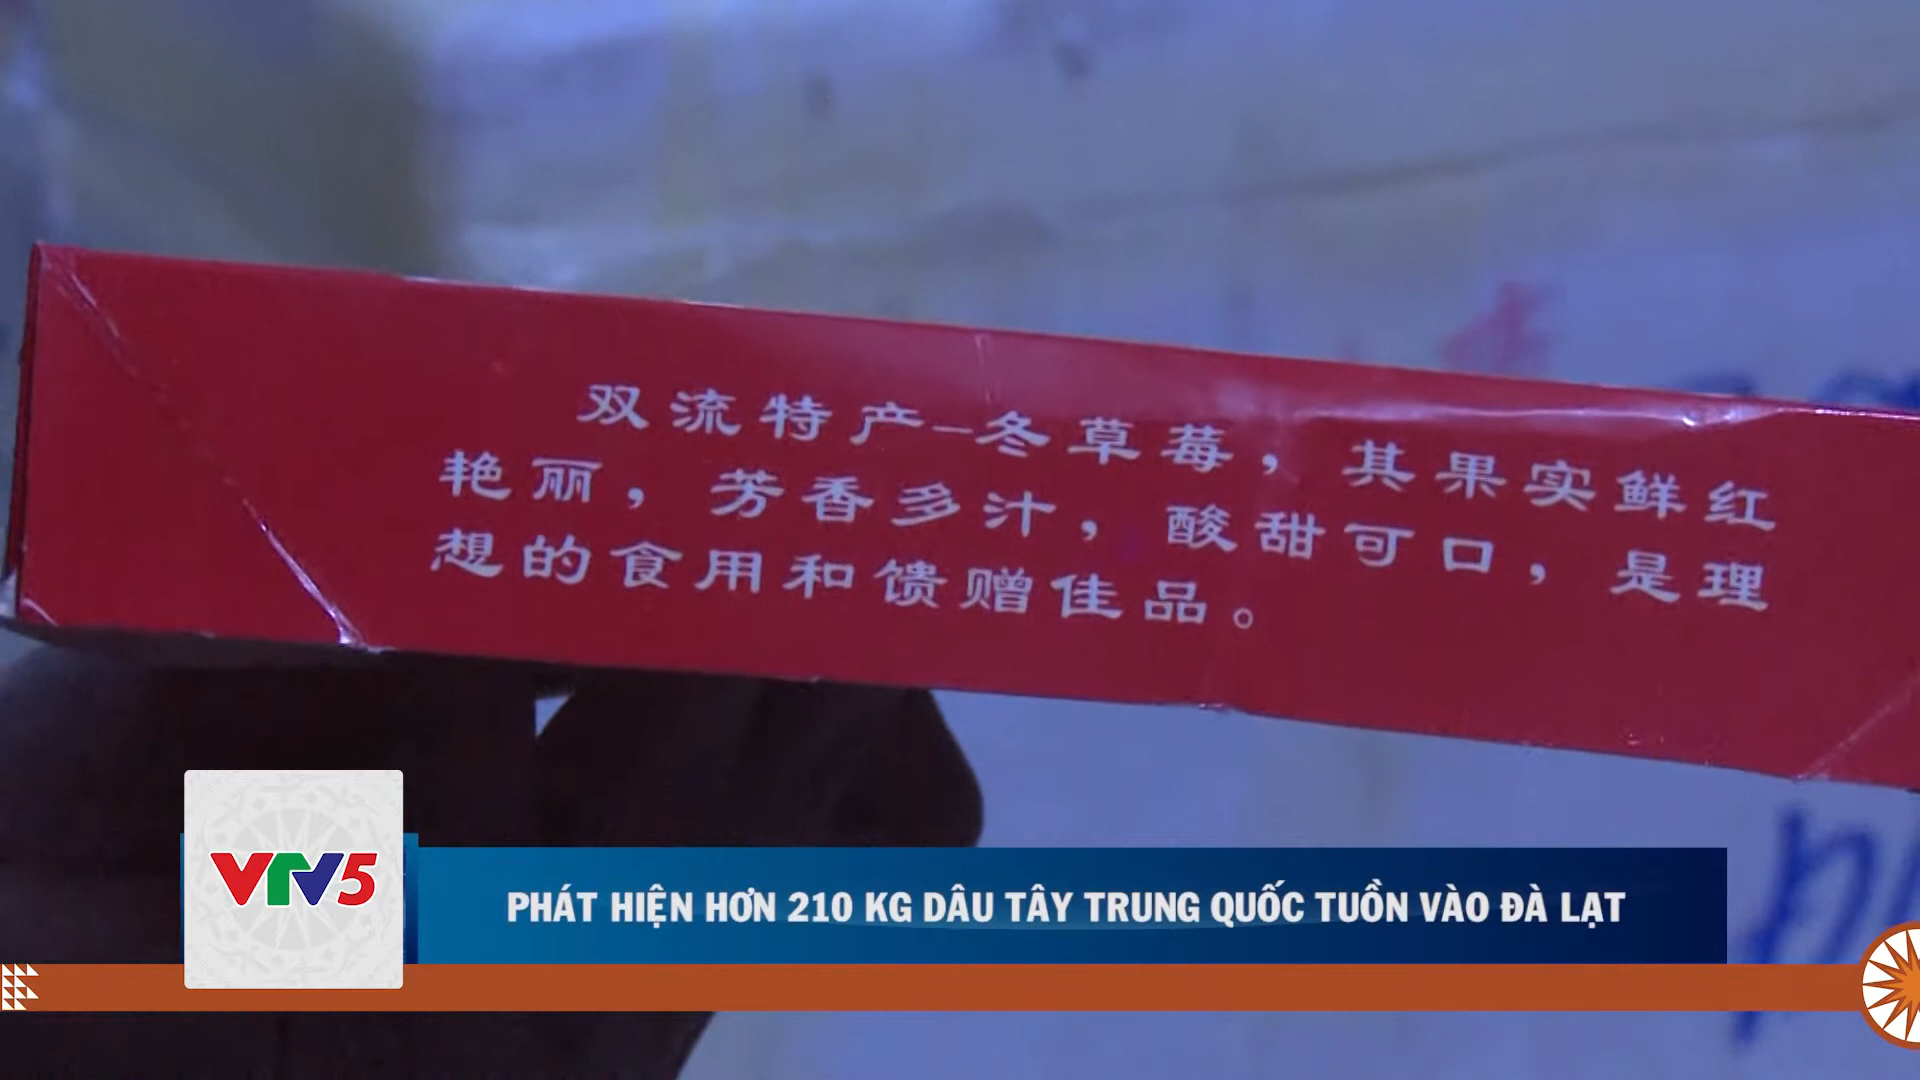 双流特产-冬草莓，其果实鲜红
艳丽，芳香多汁，酸甜可口，是理
想的食用和馈赠佳品。
VTV5
PHÁT HIỆN HƠN 210 KG DÂU TÂY TRUNG QUỐC TUỒN VÀO ĐÀ LẠT